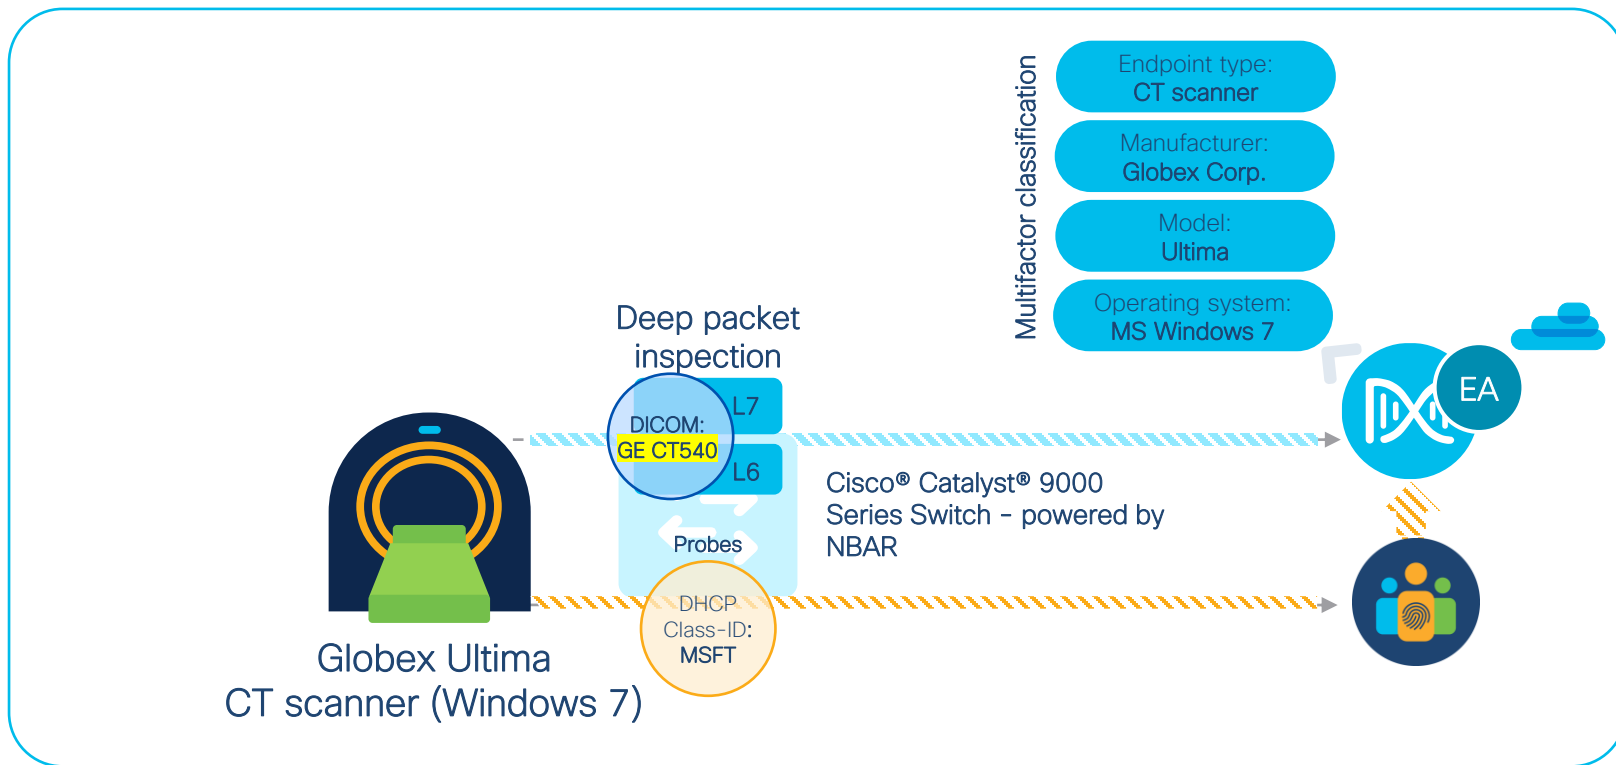 Multifactor classification
Endpoint type:
CT scanner
Manufacturer:
Globex Corp.
Model:
Ultima
Operating system:
MS Windows 7
EA
Deep packet
inspection
L7
DICOM:
GE CT540
L6
Cisco® Catalyst® 9000
Series Switch – powered by
NBAR
Probes
DHCP
Class-ID:
MSFT
Globex Ultima
CT scanner (Windows 7)